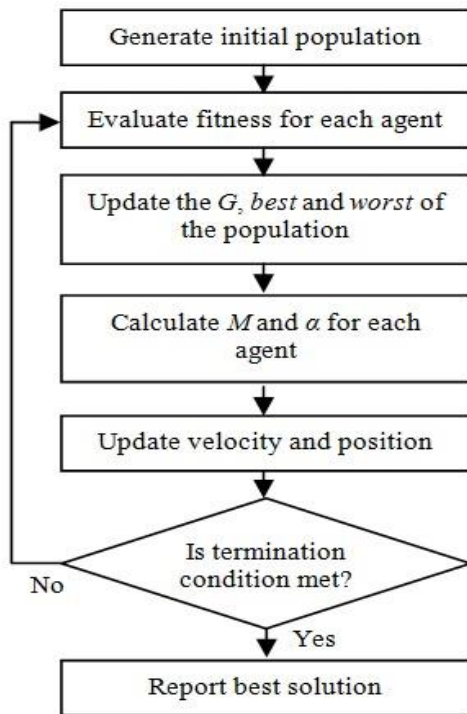 Generate initial population
Evaluate fitness for each agent
Update the G, best and worst of
the population
Calculate M and α for each
agent
Update velocity and position
Is termination
condition met?
No
Yes
Report best solution